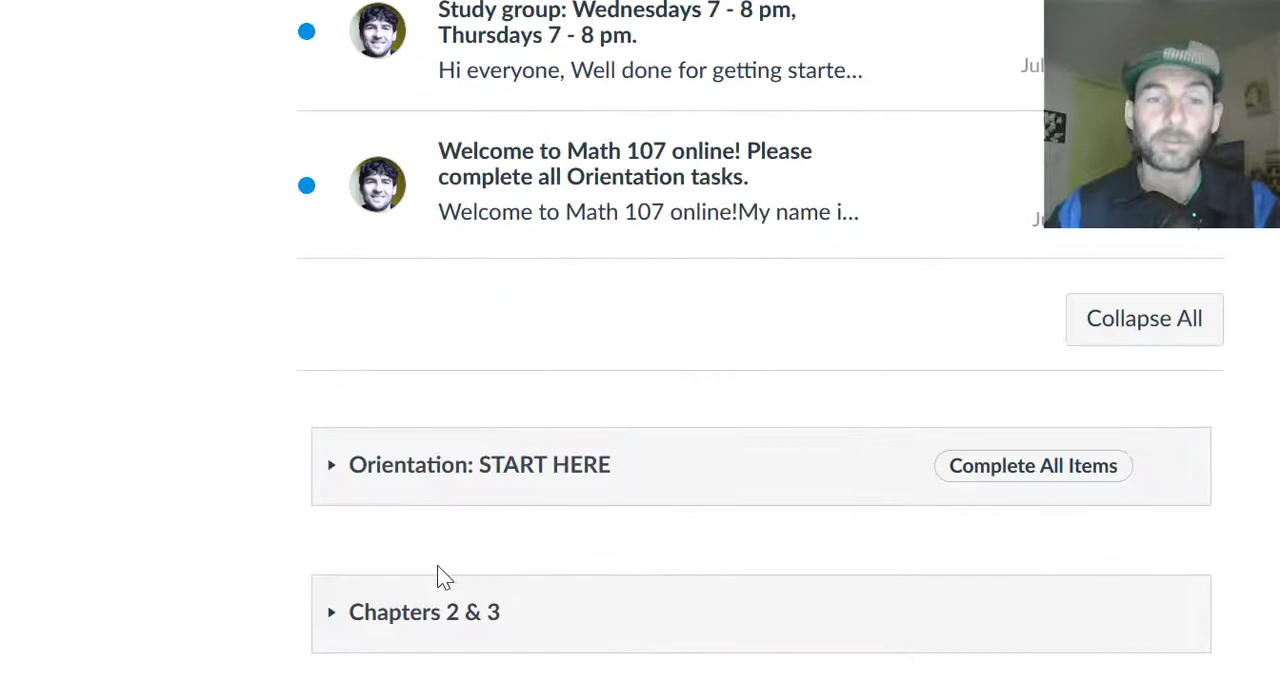 Study group: Wednesdays 7 - 8 pm,
Thursdays 7 - 8 pm.
Hi everyone, Well done for getting starte...
Jul
Welcome to Math 107 online! Please
complete all Orientation tasks.
Welcome to Math 107 online!My name i...
Collapse All
Orientation: START HERE
Complete All Items
Chapters 2 & 3